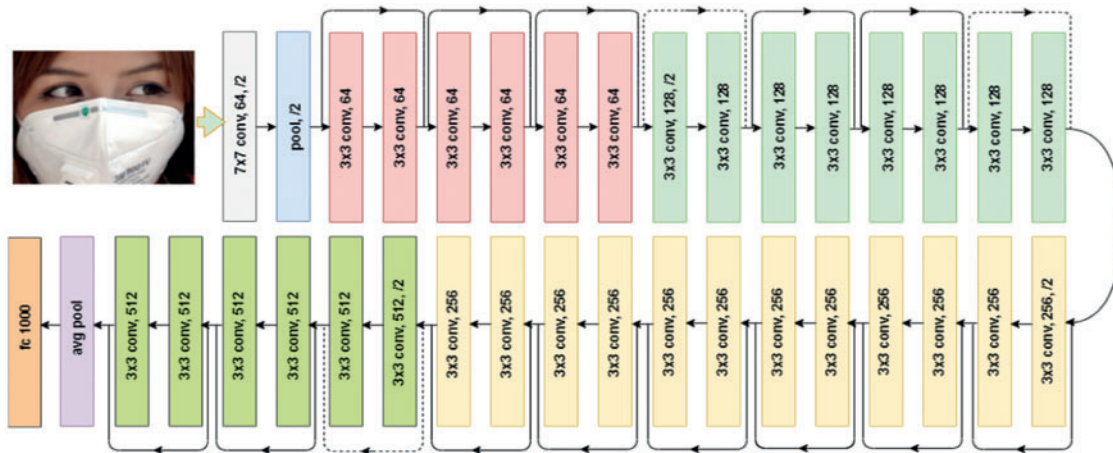 7x7 conv, 64, /2
pool, /2
3x3 conv, 64
3x3 conv, 64
3x3 conv, 64
3x3 conv, 64
3x3 conv, 64
3x3 conv, 64
3x3 conv, 128, /2
3x3 conv, 128
3x3 conv, 128
3x3 conv, 128
3x3 conv, 128
3x3 conv, 128
3x3 conv, 128
3x3 conv, 128
3x3 conv, 256, /2
3x3 conv, 256
3x3 conv, 256
3x3 conv, 256
3x3 conv, 256
3x3 conv, 256
3x3 conv, 256
3x3 conv, 256
3x3 conv, 256
3x3 conv, 256
3x3 conv, 256
3x3 conv, 256
3x3 conv, 512, /2
3x3 conv, 512
3x3 conv, 512
3x3 conv, 512
3x3 conv, 512
3x3 conv, 512
avg pool
fc 1000